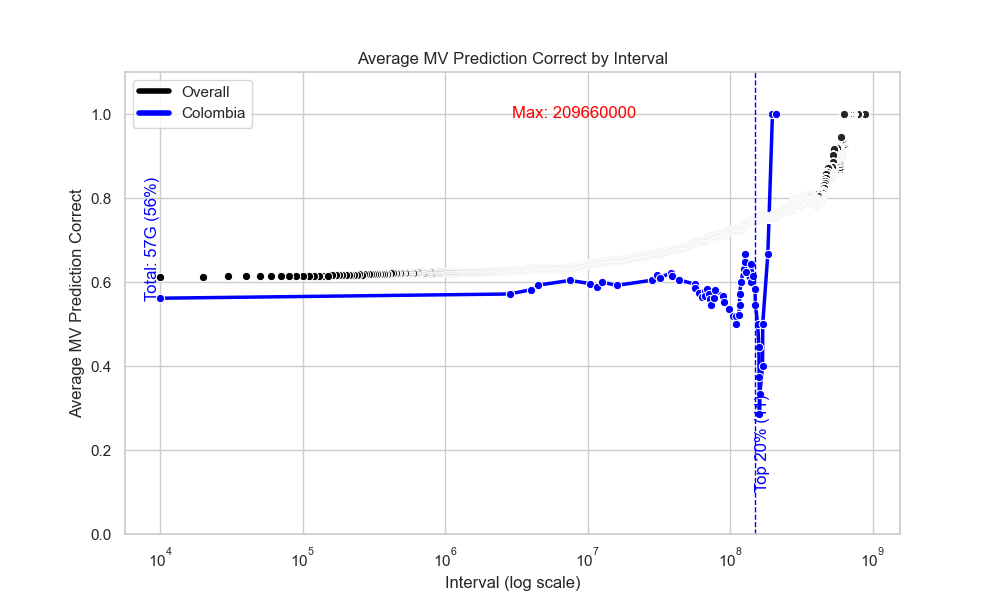 Average MV Prediction Correct by Interval
Overall
Colombia
Max: 209660000
Total: 57G (56%)
Top 20% (
Average MV Prediction Correct
1.0
0.8
0.6
0.4
0.2
0.0
10^4
10^5
10^6
10^7
10^8
10^9
Interval (log scale)